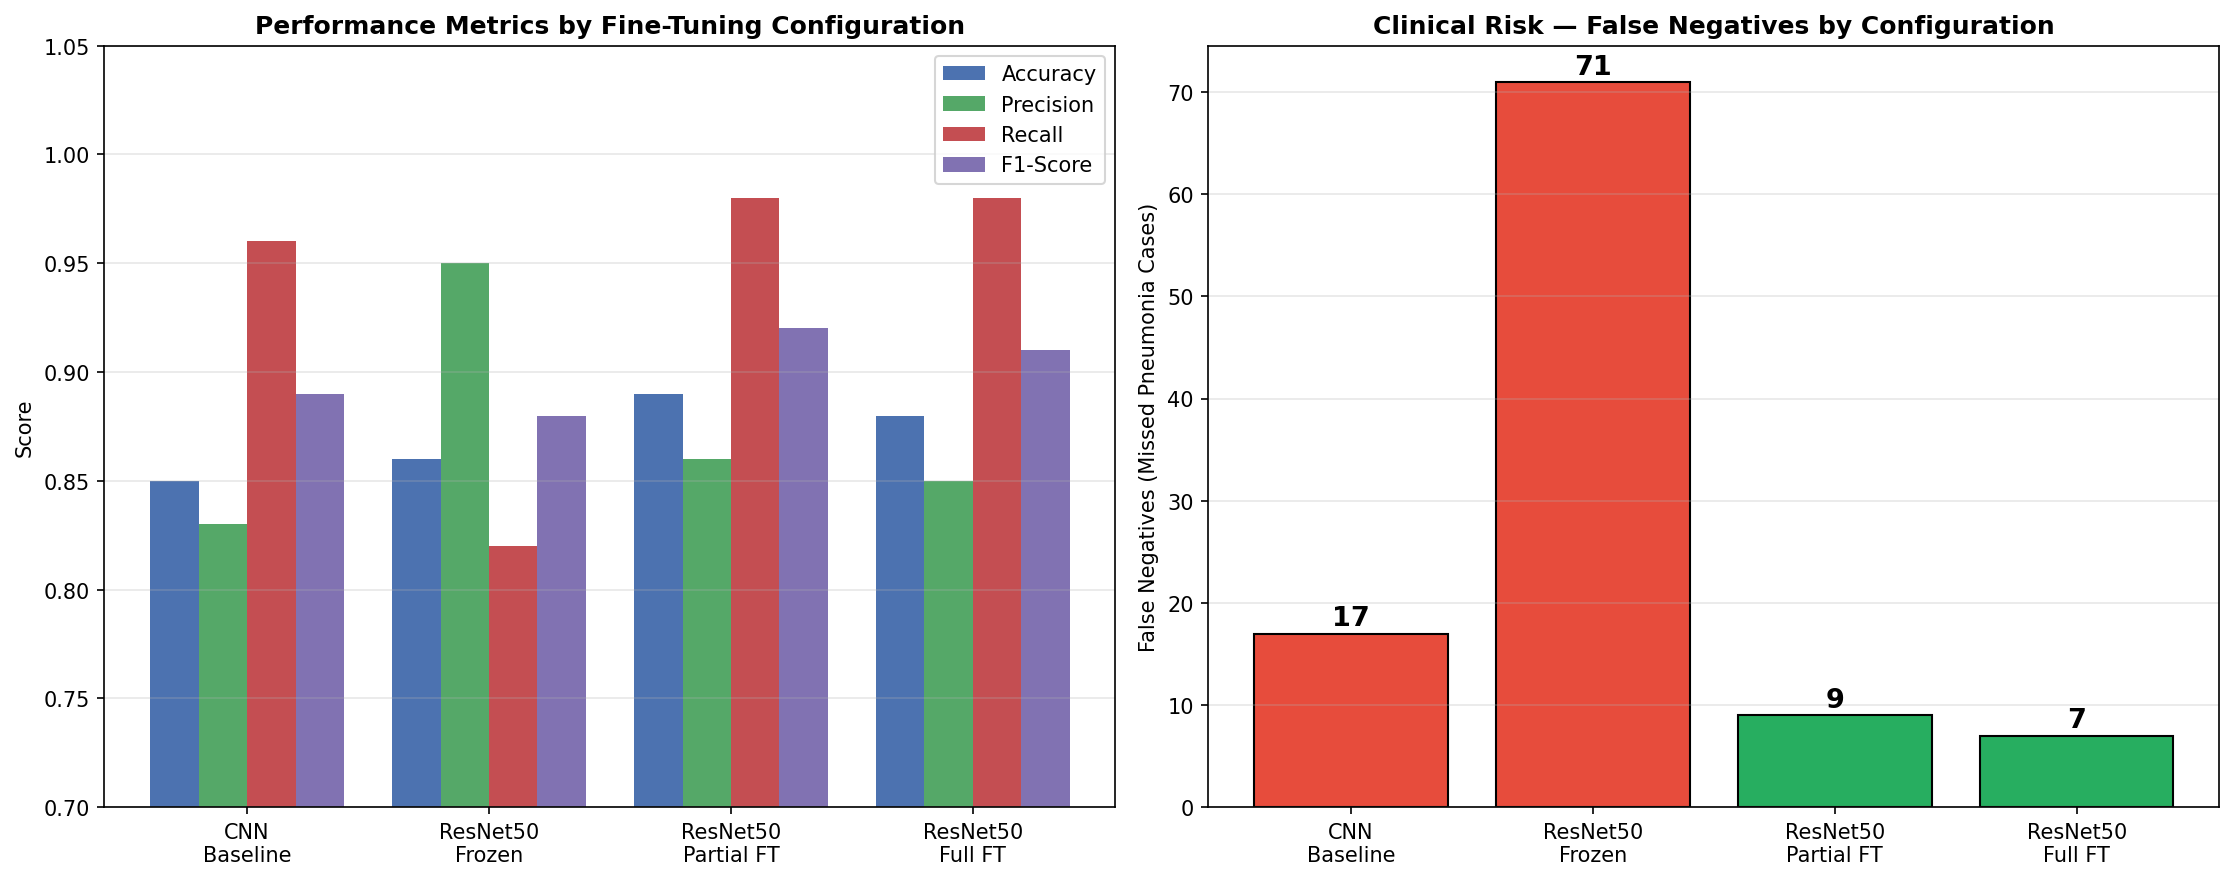 Performance Metrics by Fine-Tuning Configuration
Score
1.05
1.00
0.95
0.90
0.85
0.80
0.75
0.70
Accuracy
Precision
Recall
F1-Score
CNN
Baseline
ResNet50
Frozen
ResNet50
Partial FT
ResNet50
Full FT
Clinical Risk — False Negatives by Configuration
False Negatives (Missed Pneumonia Cases)
70
60
50
40
30
20
10
0
17
71
9
7
CNN
Baseline
ResNet50
Frozen
ResNet50
Partial FT
ResNet50
Full FT